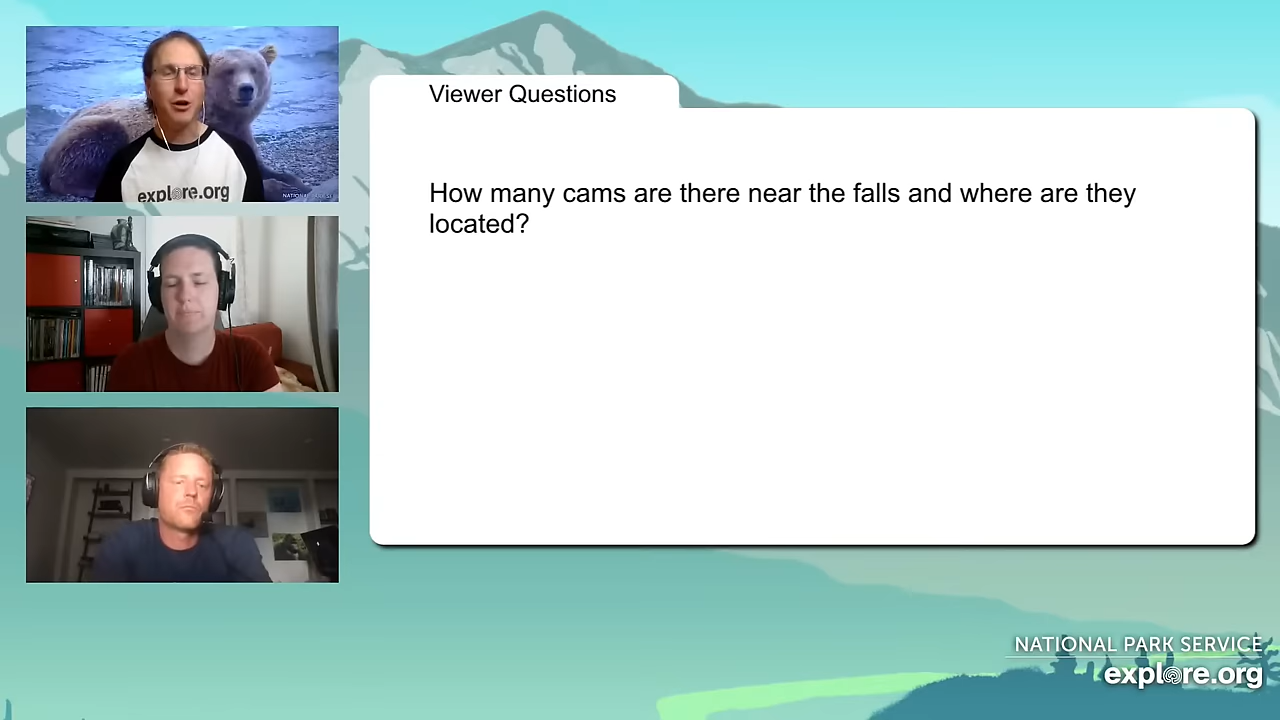 Viewer Questions
How many cams are there near the falls and where are they
located?
explore.org
NATIONAL PARK SERVICE
explore.org